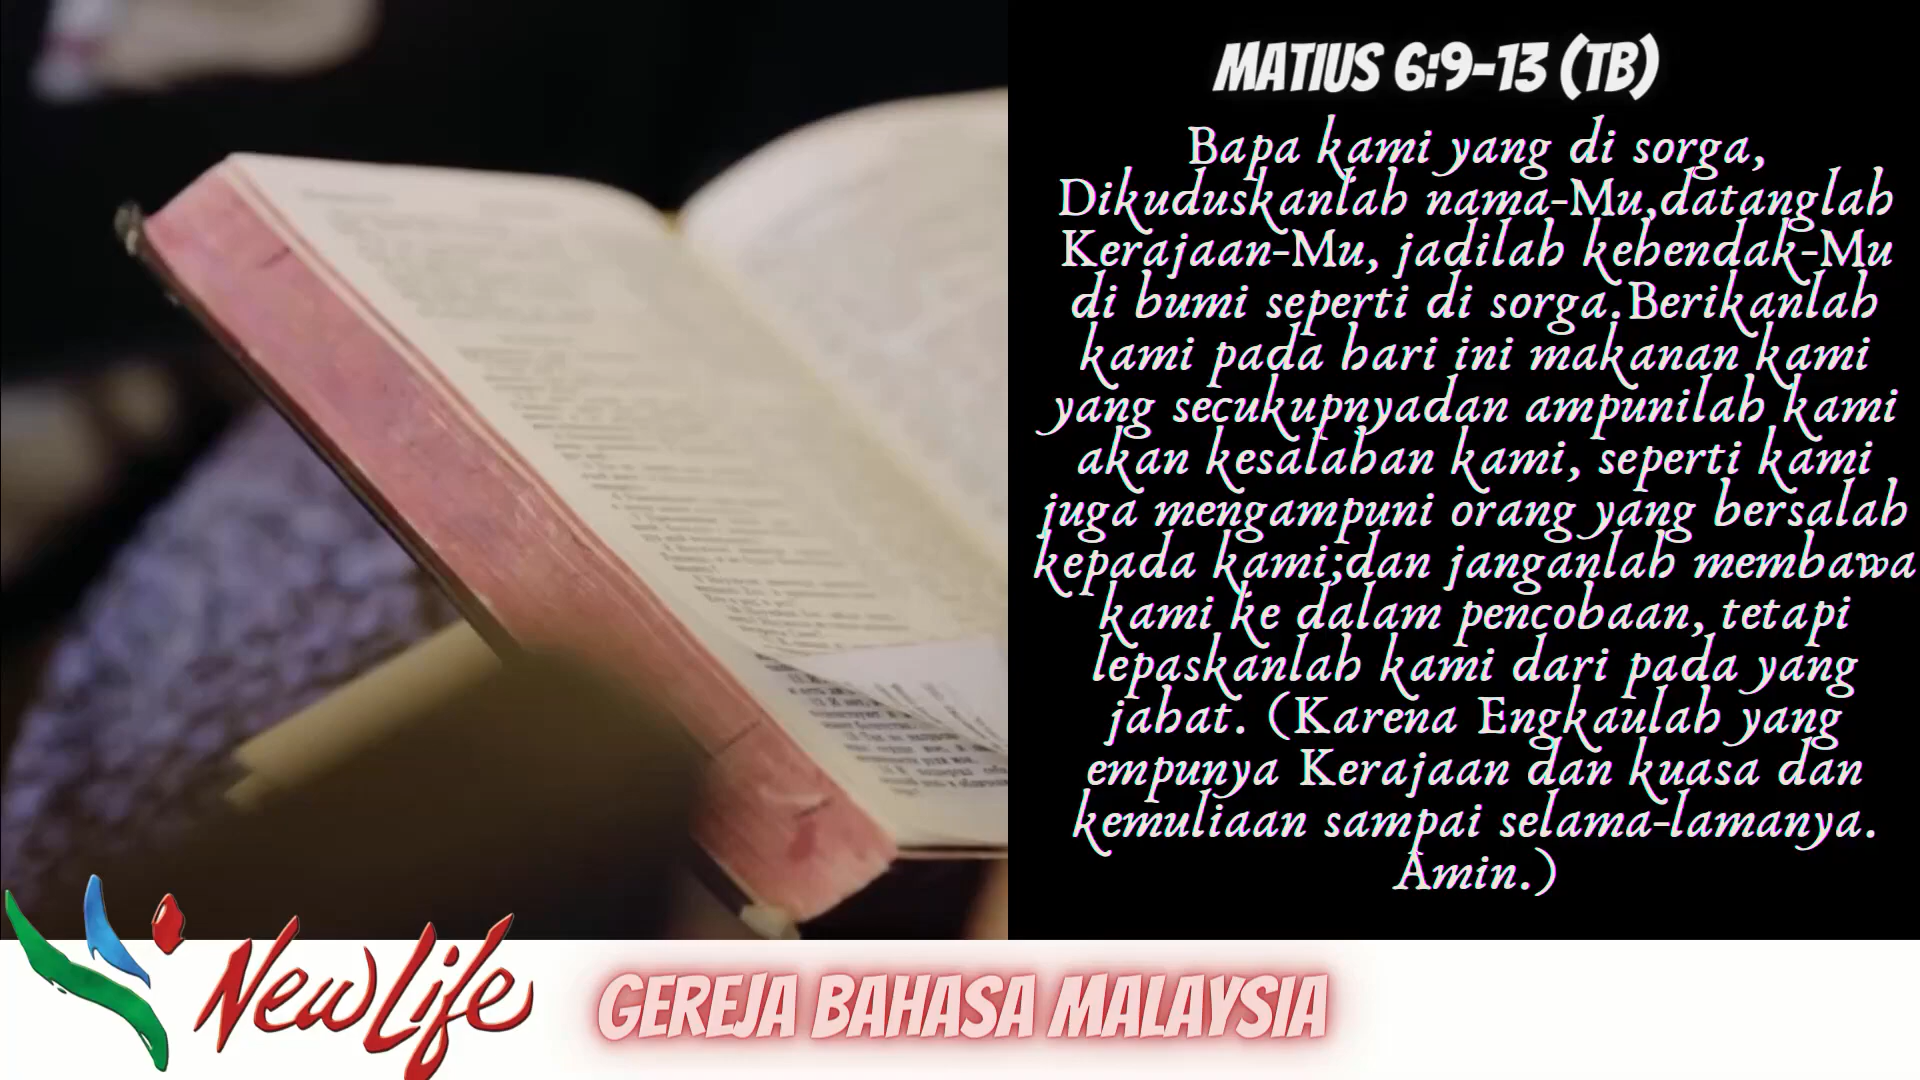 MATIUS 6:9-13 (TB)
Bapa kami yang di sorga,
Dikuduskanlah nama-Mu,datanglah
Kerajaan-Mu, jadilah kehendak-Mu
di bumi seperti di sorga.Berikanlah
kami pada hari ini makanan kami
yang secukupnyadan ampunilah kami
akan kesalahan kami, seperti kami
juga mengampuni orang yang bersalah
kepada kami;dan janganlah membawa
kami ke dalam pencobaan, tetapi
lepaskanlah kami dari pada yang
jahat. (Karena Engkaulah yang
empunya Kerajaan dan kuasa dan
kemuliaan sampai selama-lamanya.
Amin.)
New Life
GEREJA BAHASA MALAYSIA